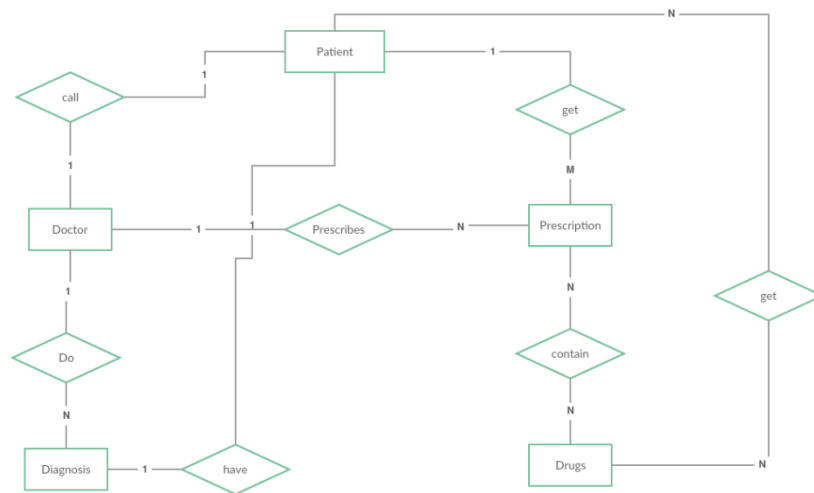 N
Patient
1
1
call
get
1
M
Doctor
1
1
Prescribes
N
Prescription
1
N
get
Do
contain
N
N
Diagnosis
1
have
Drugs
N